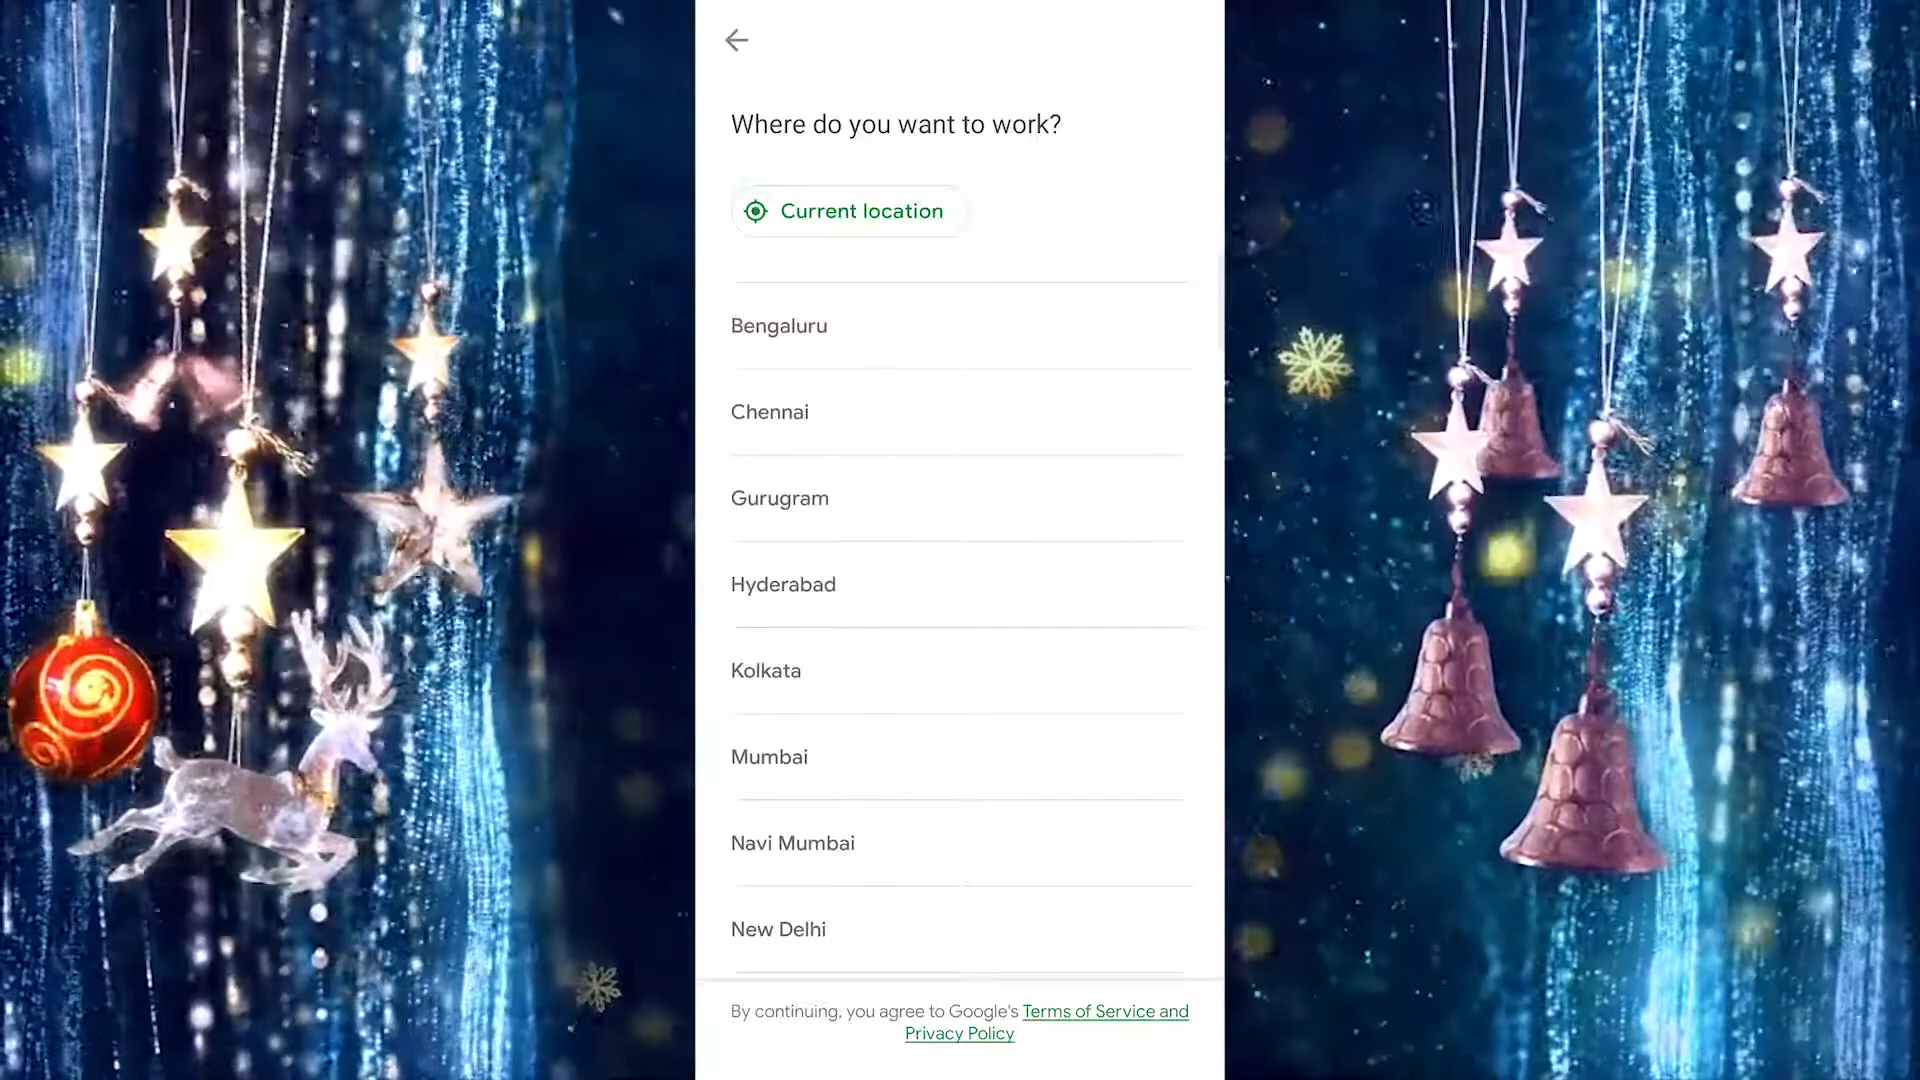 Where do you want to work?
Current location
Bengaluru
Chennai
Gurugram
Hyderabad
Kolkata
Mumbai
Navi Mumbai
New Delhi
By continuing, you agree to Google's Terms of Service and
Privacy Policy